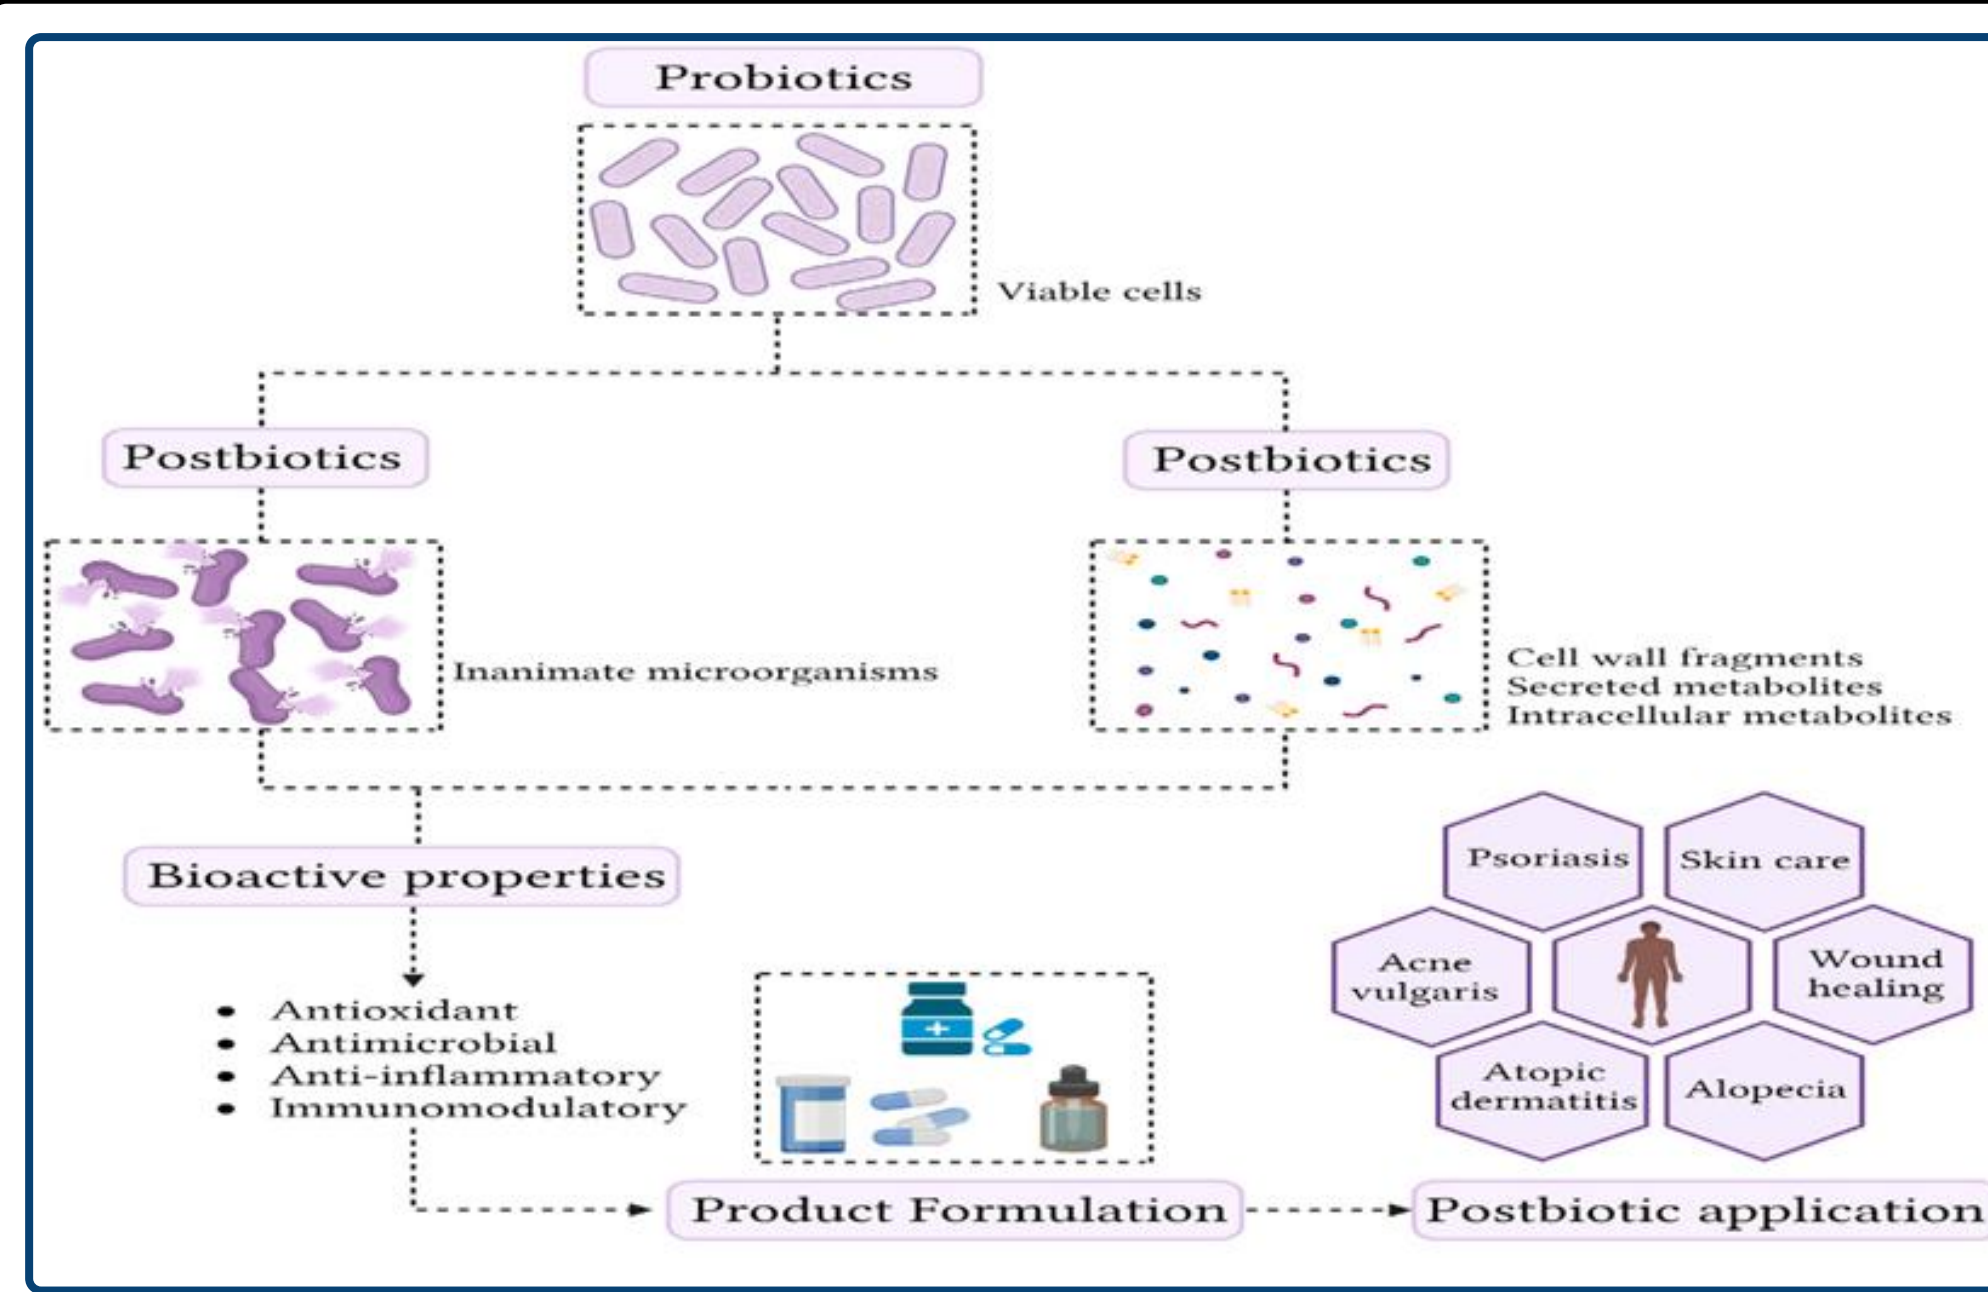 Probiotics
Viable cells
Postbiotics
Postbiotics
Inanimate microorganisms
Cell wall fragments
Secreted metabolites
Intracellular metabolites
Bioactive properties
• Antioxidant
• Antimicrobial
• Anti-inflammatory
• Immunomodulatory
Product Formulation
Psoriasis
Skin care
Acne
vulgaris
Wound
healing
Atopic
dermatitis
Alopecia
Postbiotic application